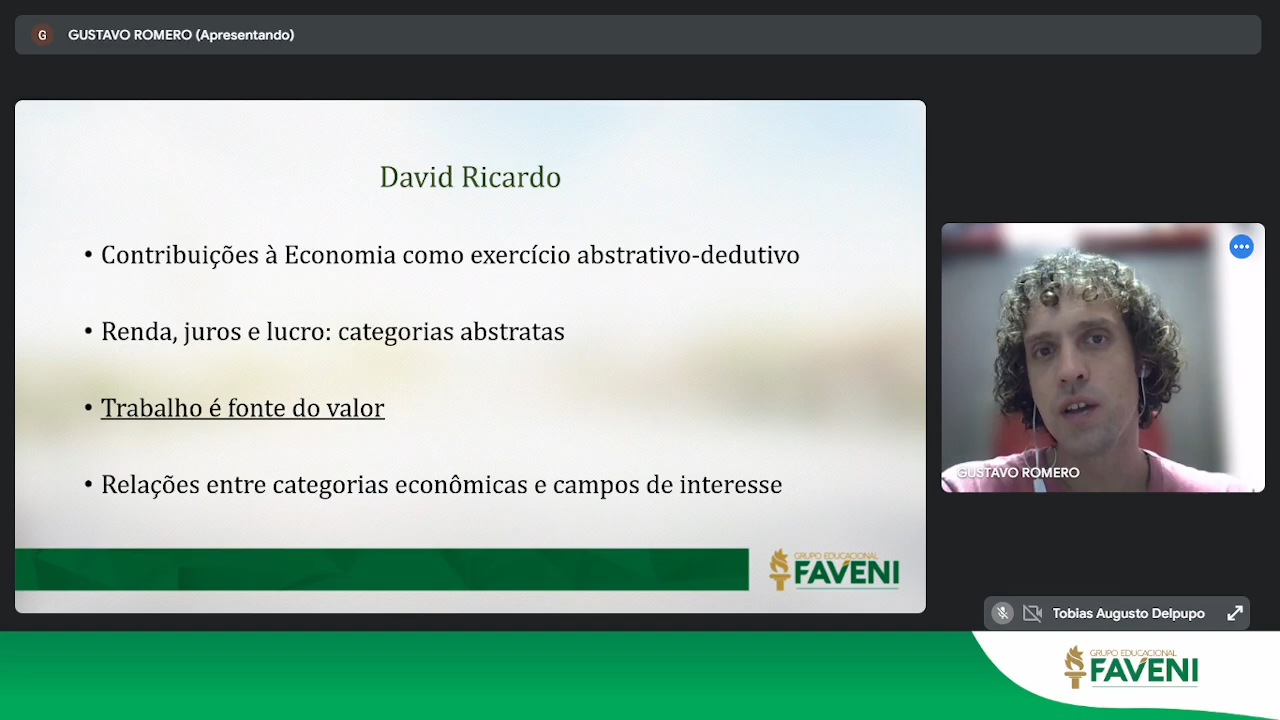 G
GUSTAVO ROMERO (Apresentando)
David Ricardo
• Contribuições à Economia como exercício abstrativo-dedutivo
• Renda, juros e lucro: categorias abstratas
• Trabalho é fonte do valor
• Relações entre categorias econômicas e campos de interesse
GRUPO EDUCACIONAL
FAVENI
GUSTAVO ROMERO
Tobias Augusto Delpupo
GRUPO EDUCACIONAL
FAVENI